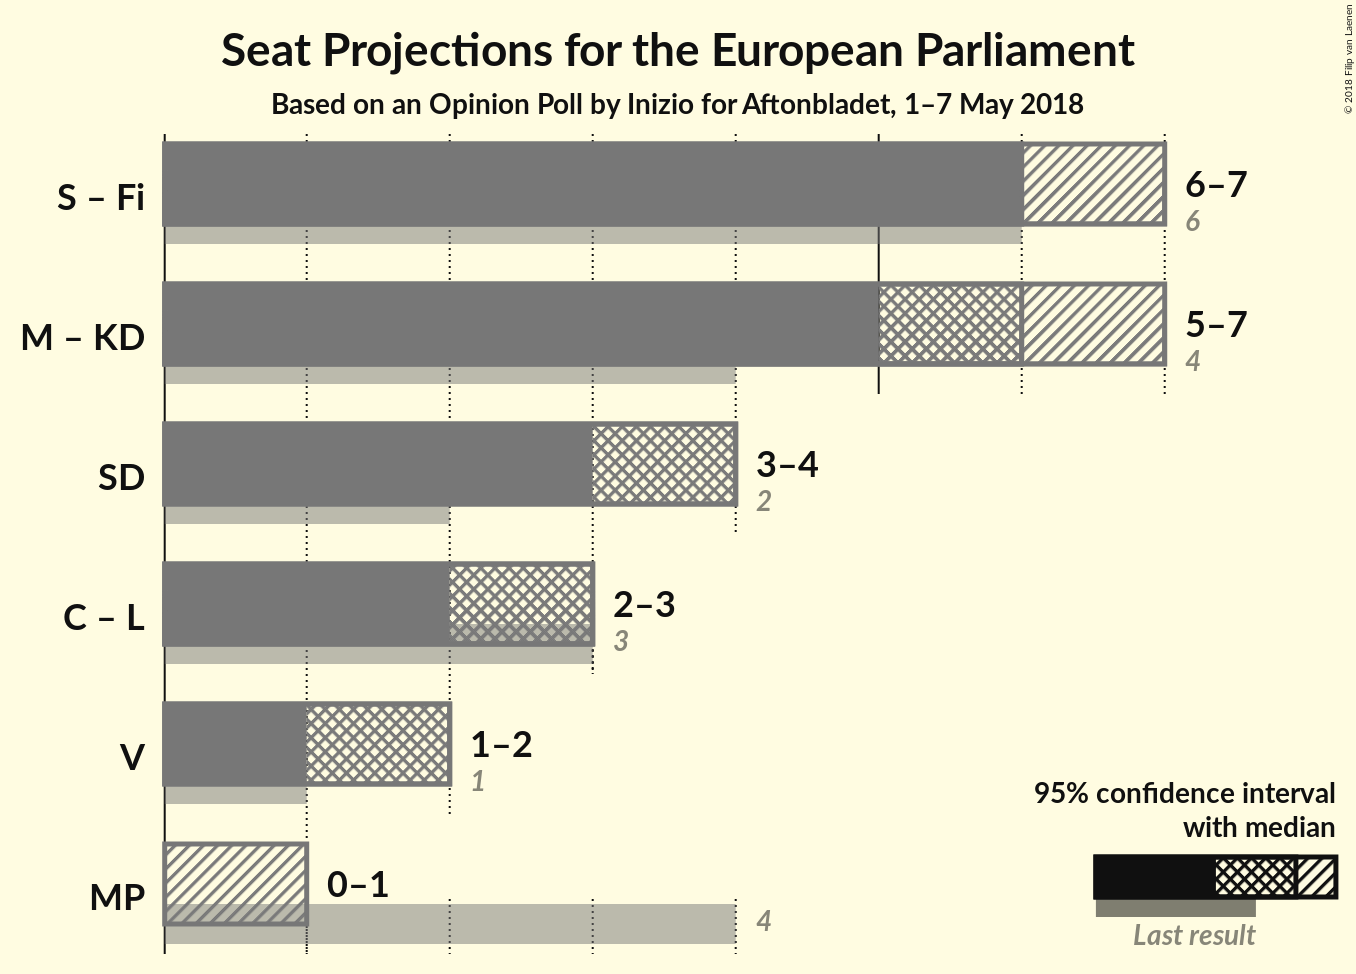 Seat Projections for the European Parliament
Based on an Opinion Poll by Inizio for Aftonbladet, 1–7 May 2018
© 2018 Filip van Laenen
S – Fi
6–7
6
M – KD
5–7
4
SD
3–4
2
C – L
2–3
3
V
1–2
1
MP
0–1
4
95% confidence interval
with median
Last result